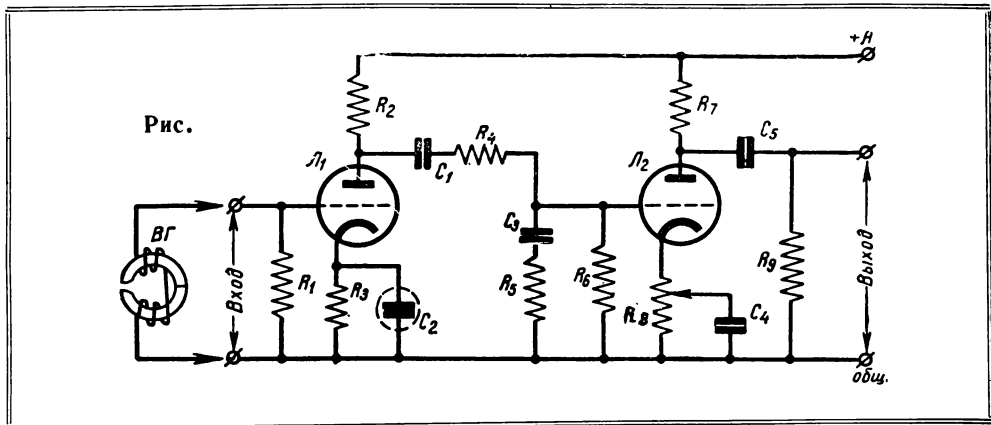 +А
R2
R7
Рис.
C5
R4
Л1
C1
Л2
ВГ
Вход
R1
R3
C2
C3
R5
R6
R8
C4
R9
Выход
общ.